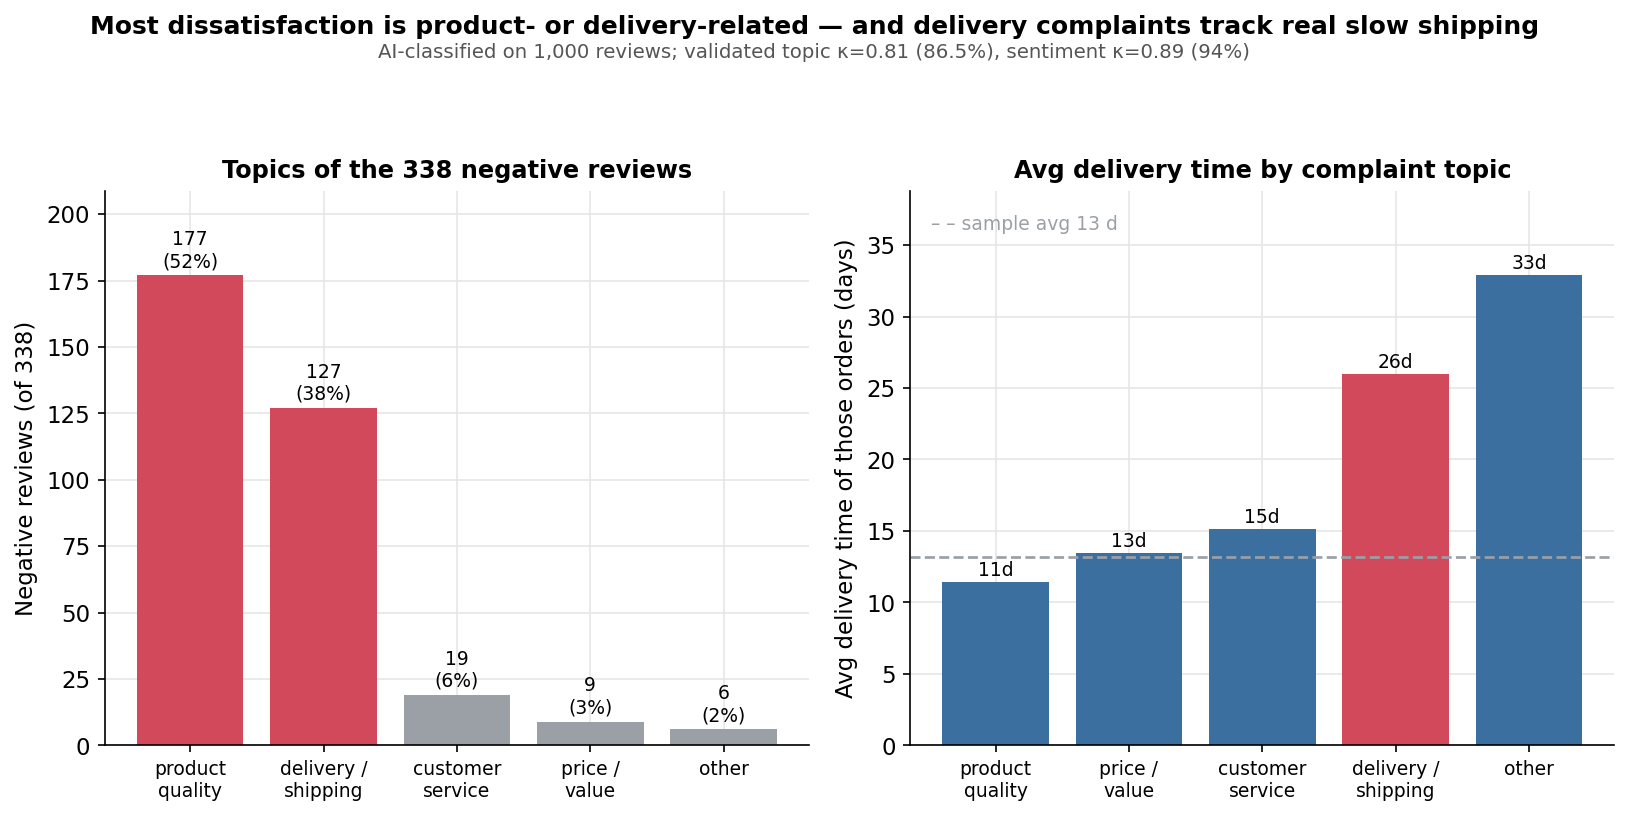 Most dissatisfaction is product- or delivery-related — and delivery complaints track real slow shipping
AI-classified on 1,000 reviews; validated topic κ=0.81 (86.5%), sentiment κ=0.89 (94%)
Topics of the 338 negative reviews
Negative reviews (of 338)
200
175
150
125
100
75
50
25
0
177
(52%)
127
(38%)
19
(6%)
9
(3%)
6
(2%)
product
quality
delivery /
shipping
customer
service
price /
value
other
Avg delivery time by complaint topic
Avg delivery time of those orders (days)
– – sample avg 13 d
35
30
25
20
15
10
5
0
11d
13d
15d
26d
33d
product
quality
price /
value
customer
service
delivery /
shipping
other